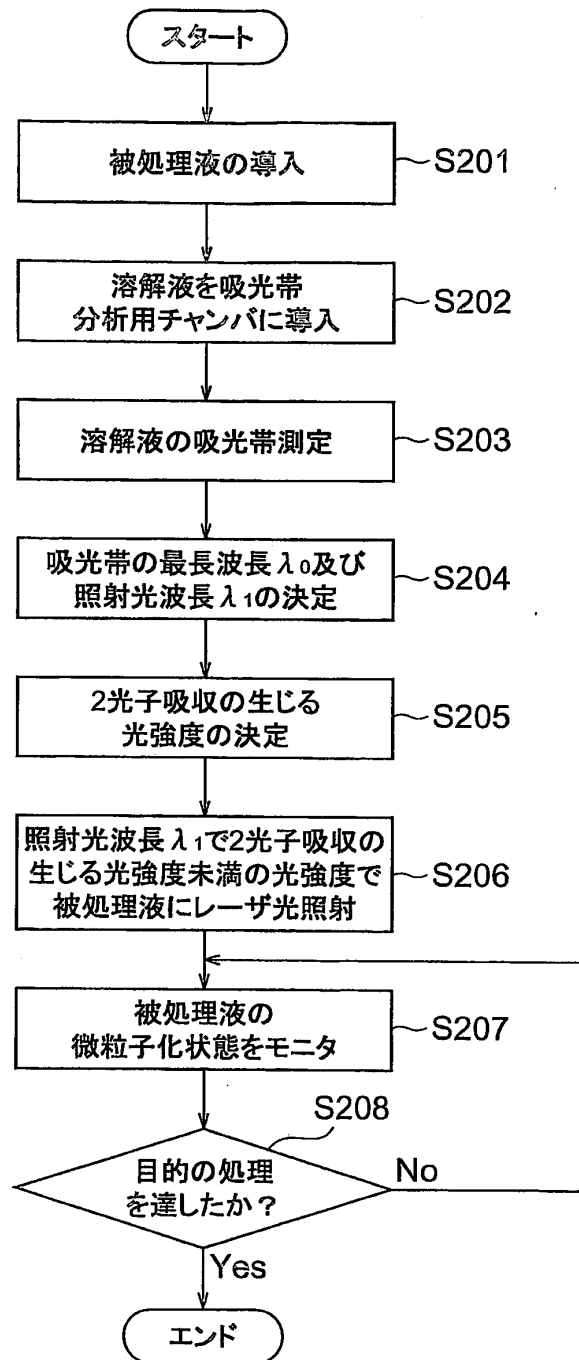 スタート
被処理液の導入
S201
溶解液を吸光帯
分析用チャンバに導入
S202
溶解液の吸光帯測定
S203
吸光帯の最長波長λ0及び
照射光波長λ1の決定
S204
2光子吸収の生じる
光強度の決定
S205
照射光波長λ1で2光子吸収の
生じる光強度未満の光強度で
被処理液にレーザ光照射
S206
被処理液の
微粒子化状態をモニタ
S207
S208
目的の処理
を達したか？
No
Yes
エンド